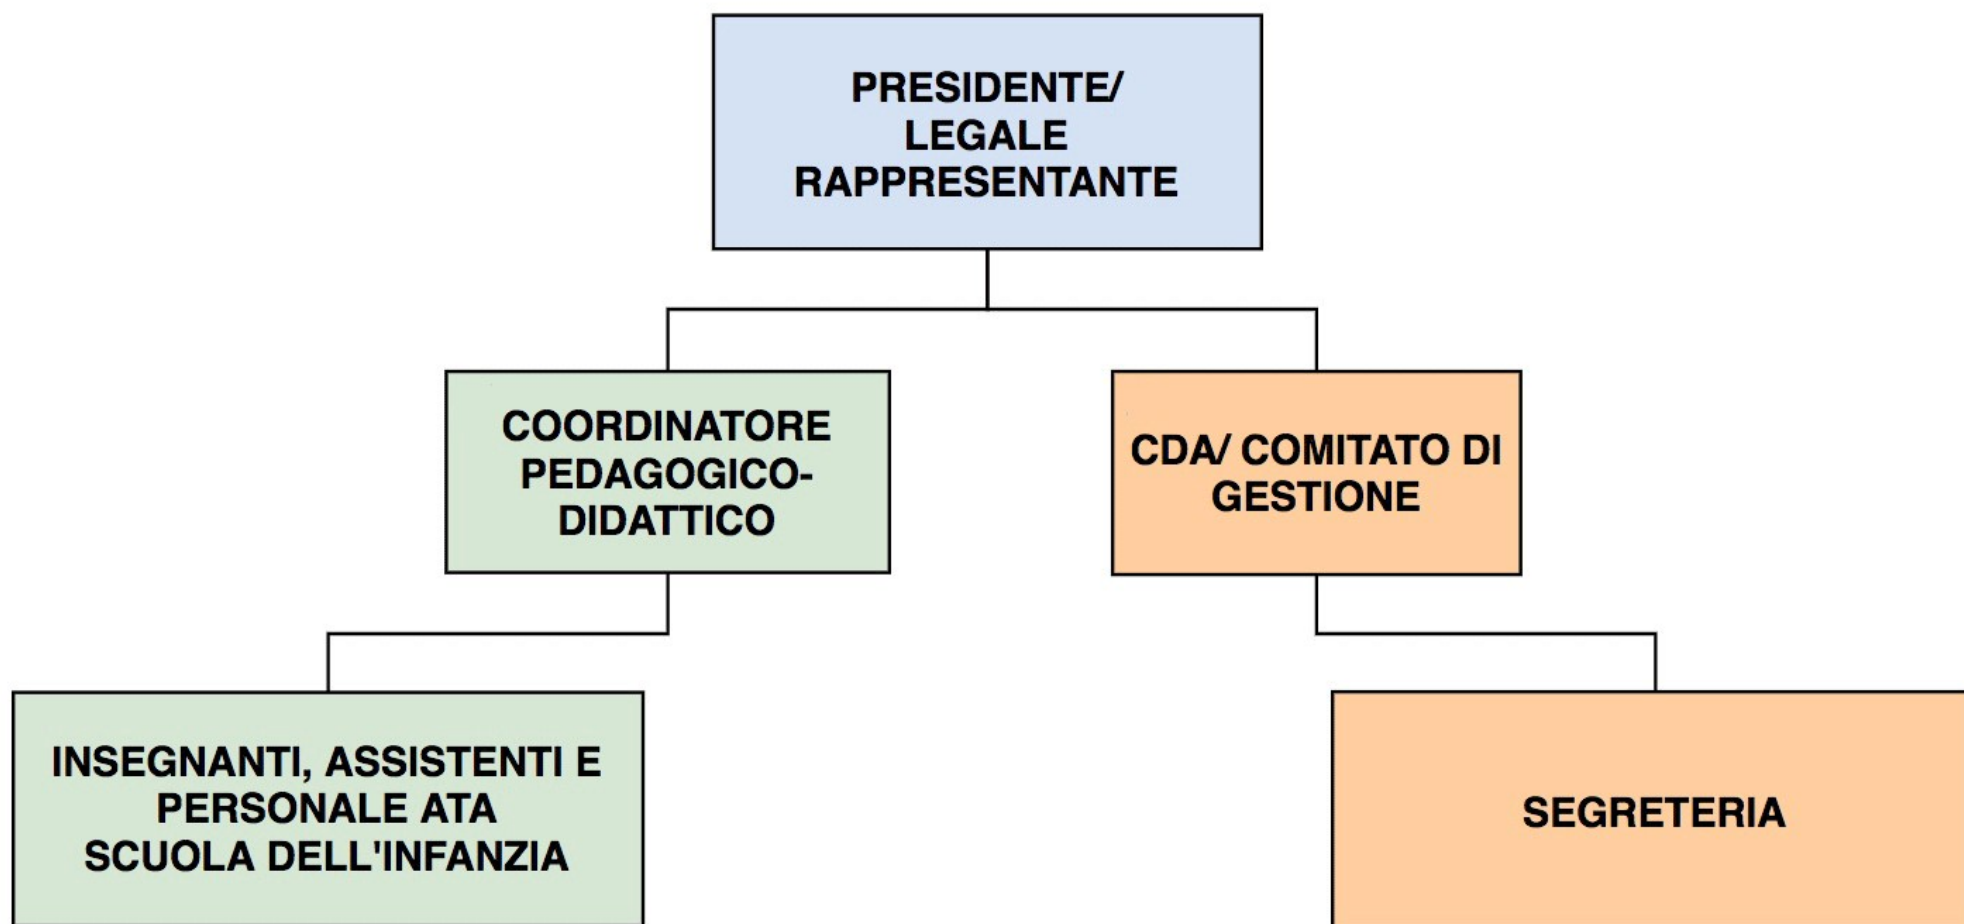 PRESIDENTE/
LEGALE
RAPPRESENTANTE
COORDINATORE
PEDAGOGICO-
DIDATTICO
CDA/ COMITATO DI
GESTIONE
INSEGNANTI, ASSISTENTI E
PERSONALE ATA
SCUOLA DELL'INFANZIA
SEGRETERIA